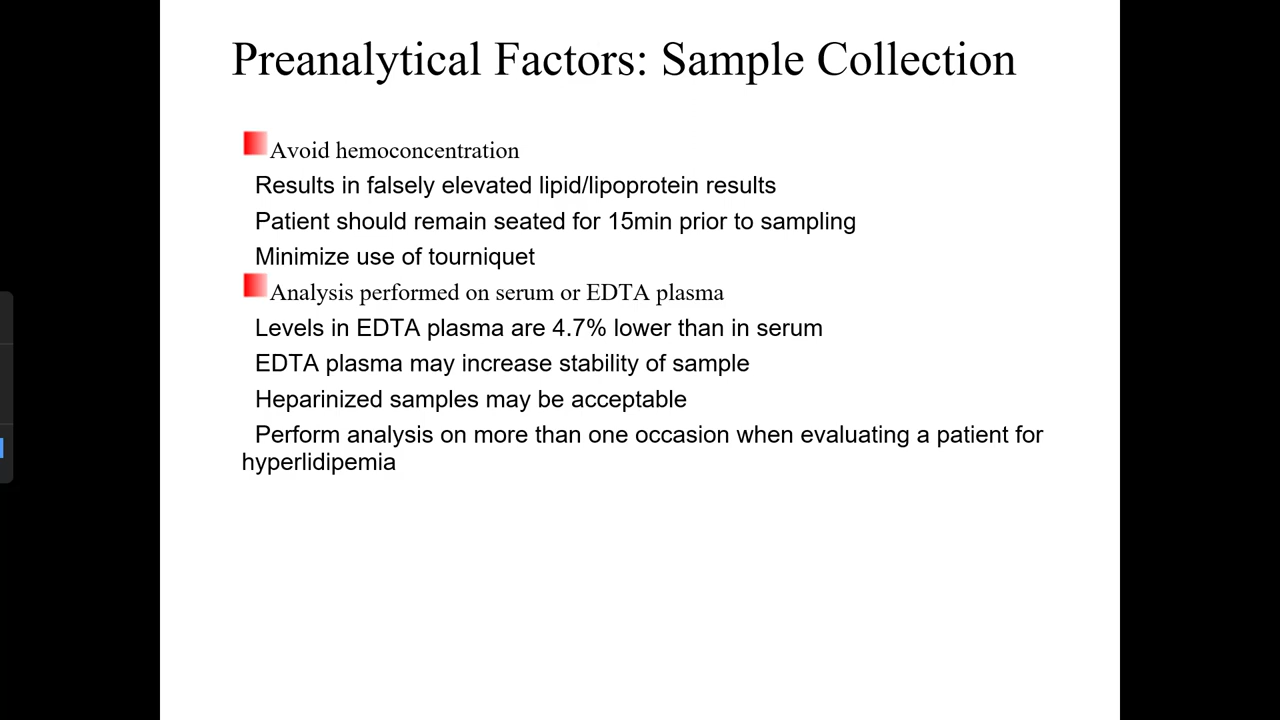 Preanalytical Factors: Sample Collection
Avoid hemoconcentration
Results in falsely elevated lipid/lipoprotein results
Patient should remain seated for 15min prior to sampling
Minimize use of tourniquet
Analysis performed on serum or EDTA plasma
Levels in EDTA plasma are 4.7% lower than in serum
EDTA plasma may increase stability of sample
Heparinized samples may be acceptable
Perform analysis on more than one occasion when evaluating a patient for
hyperlidipemia